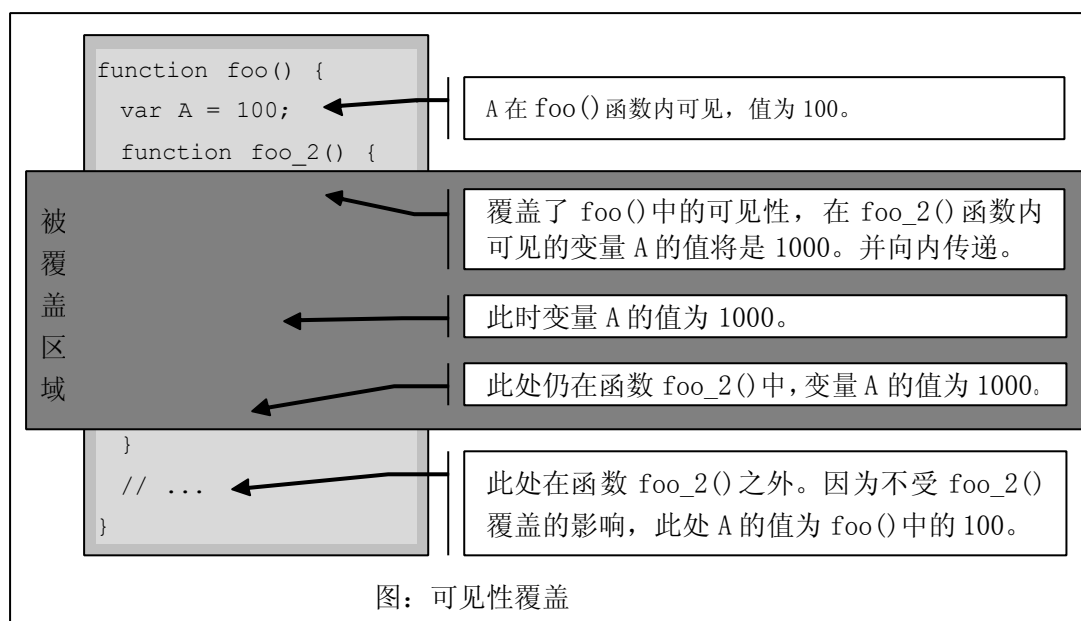 function foo() {
var A = 100;
A 在 foo()函数内可见，值为 100。
function foo_2() {
被
覆
盖
区
域
覆盖了 foo()中的可见性，在 foo_2()函数内
可见的变量 A 的值将是 1000。并向内传递。
此时变量 A 的值为 1000。
此处仍在函数 foo_2()中，变量 A 的值为 1000。
}
// ...
}
此处在函数 foo_2()之外。因为不受 foo_2()
覆盖的影响，此处 A 的值为 foo()中的 100。
图：可见性覆盖